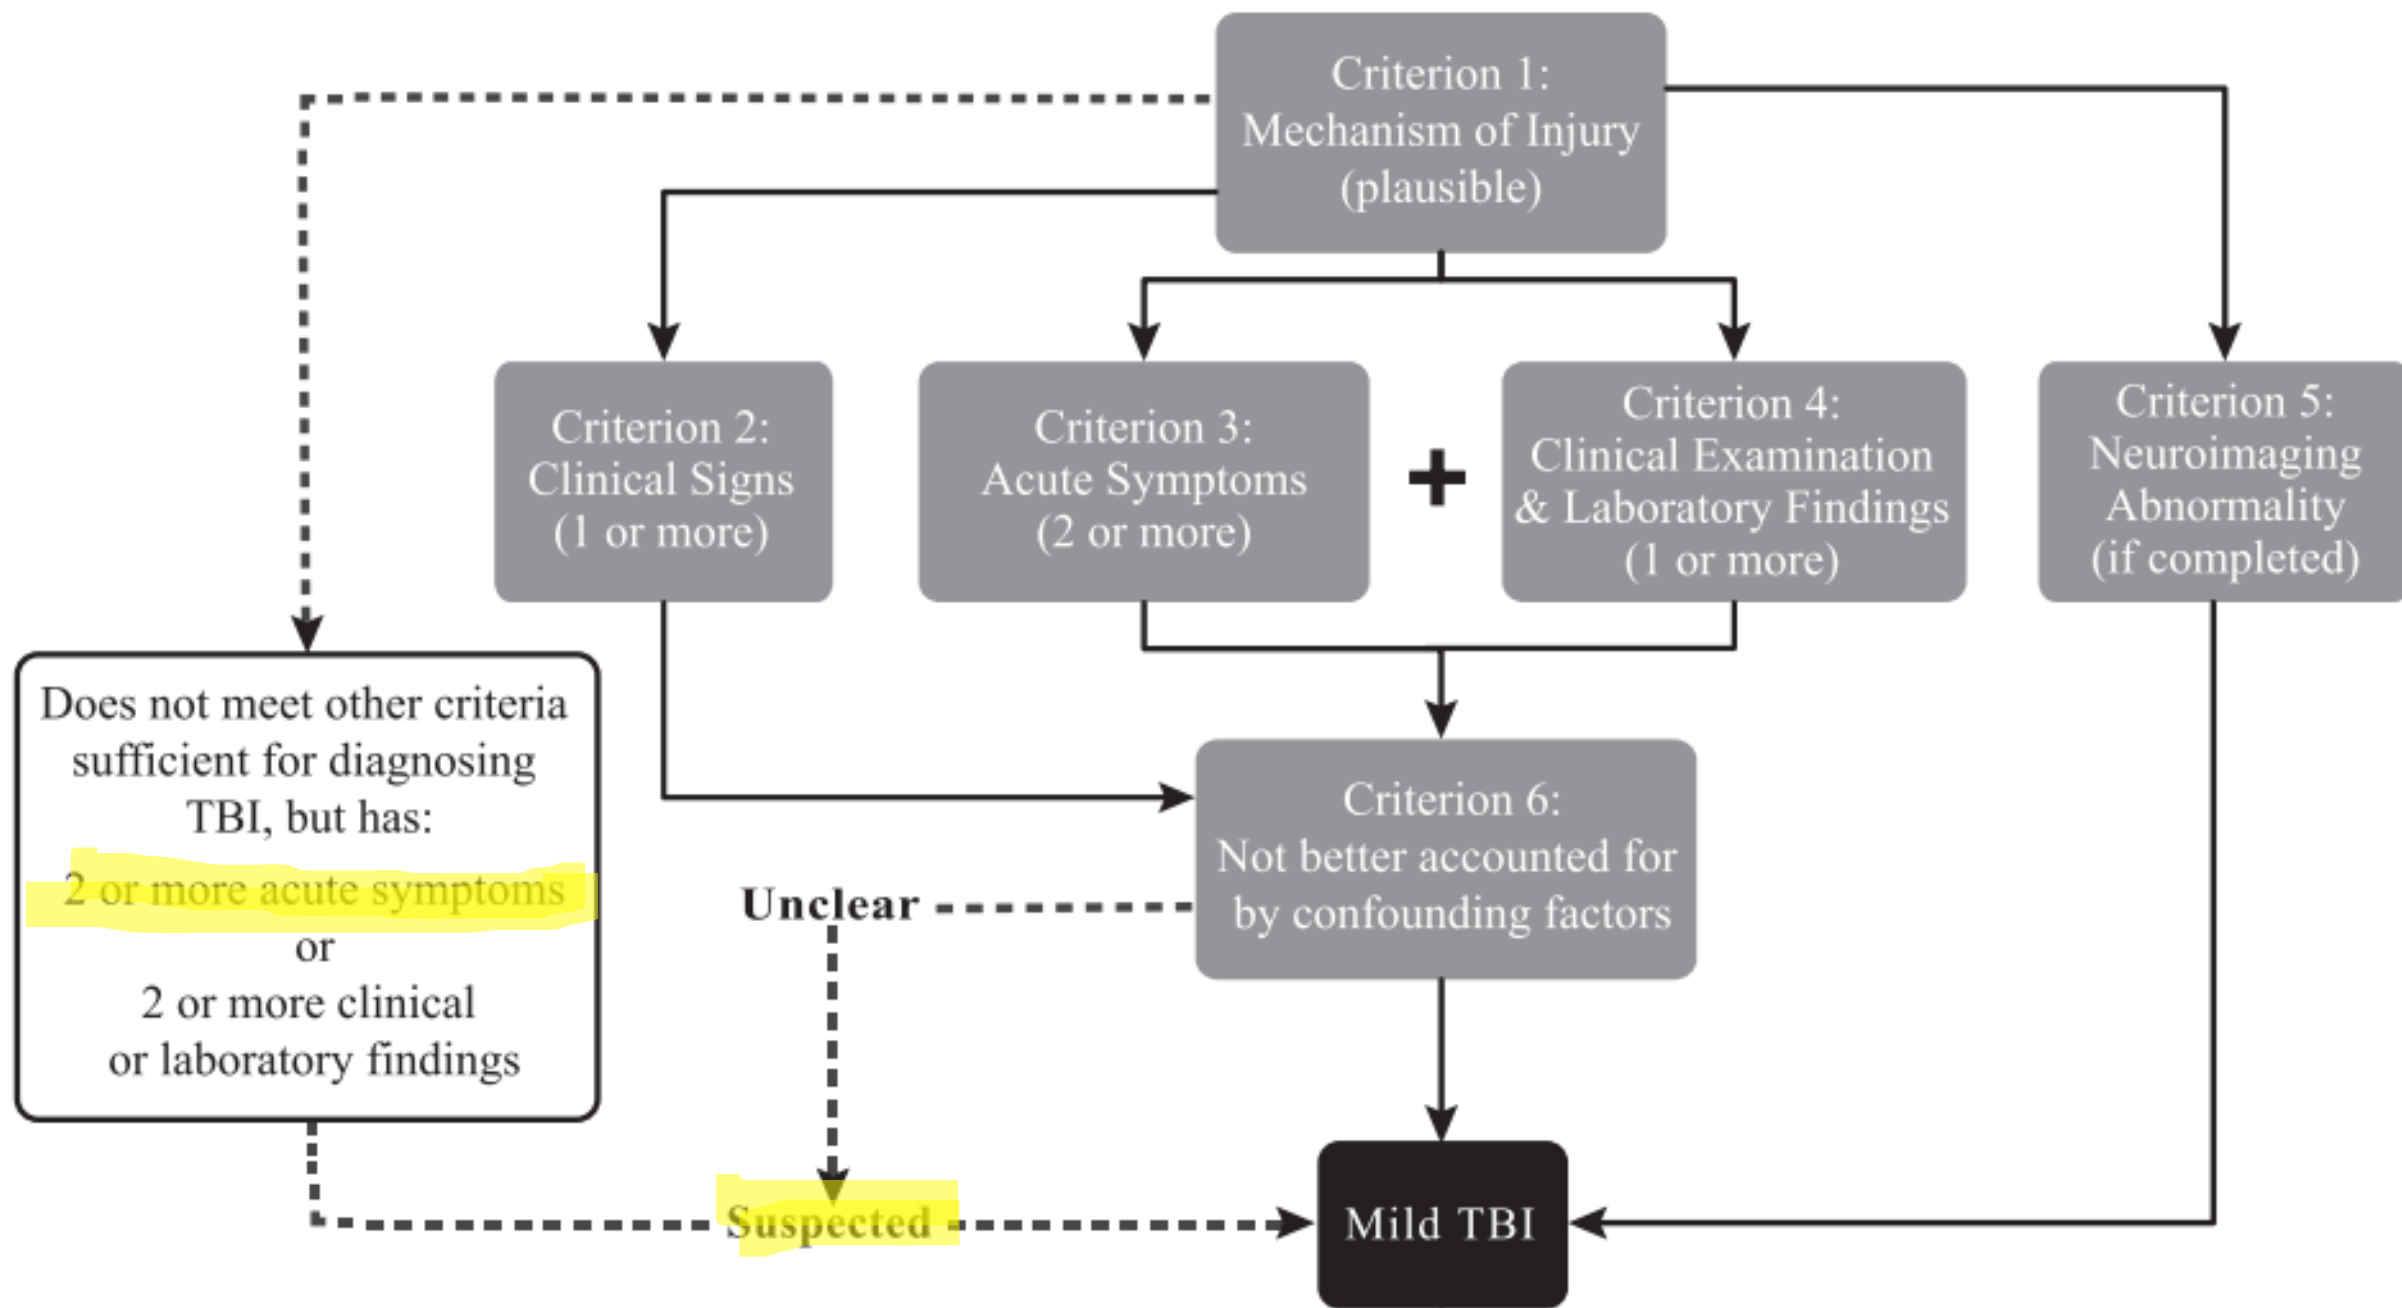 Criterion 1:
Mechanism of Injury
(plausible)
Criterion 2:
Clinical Signs
(1 or more)
Criterion 3:
Acute Symptoms
(2 or more)
+
Criterion 4:
Clinical Examination
& Laboratory Findings
(1 or more)
Criterion 5:
Neuroimaging
Abnormality
(if completed)
Does not meet other criteria
sufficient for diagnosing
TBI, but has:
2 or more acute symptoms
or
2 or more clinical
or laboratory findings
Criterion 6:
Not better accounted for
by confounding factors
Unclear
Suspected
Mild TBI